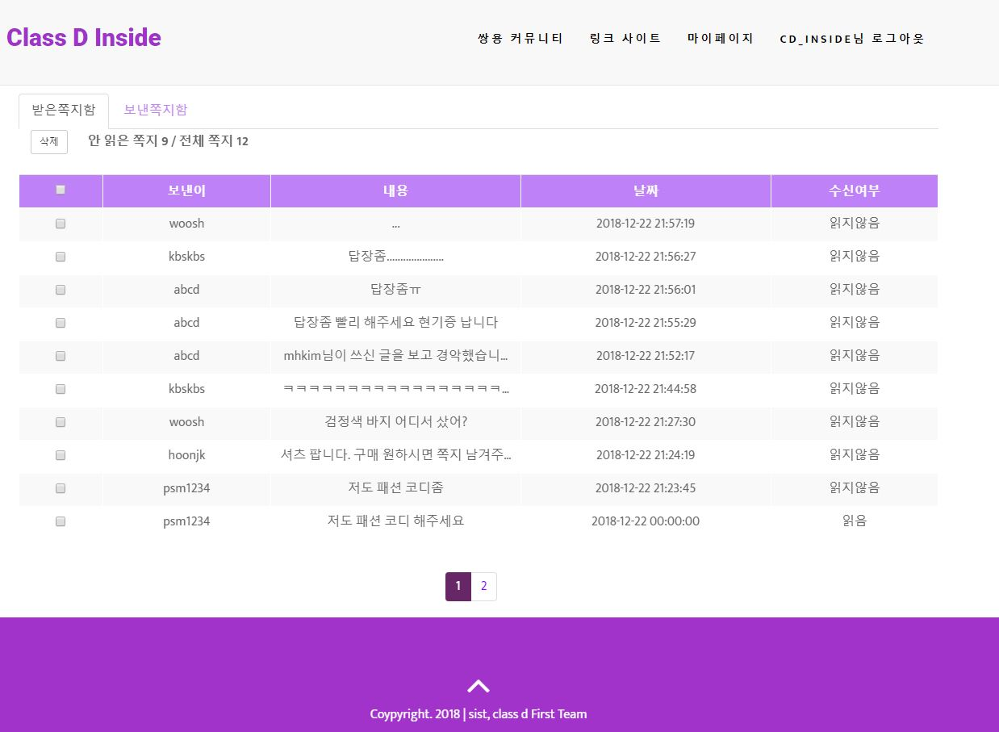 Class D Inside
쌍용 커뮤니티 링크 사이트 마이페이지 CD_INSIDE님 로그아웃
받은쪽지함 보낸쪽지함
삭제 안 읽은 쪽지 9 / 전체 쪽지 12
보낸이 내용 날짜 수신여부
woosh ... 2018-12-22 21:57:19 읽지않음
kbskbs 답장좀..................... 2018-12-22 21:56:27 읽지않음
abcd 답장좀ㅠ 2018-12-22 21:56:01 읽지않음
abcd 답장좀 빨리 해주세요 현기증 납니다 2018-12-22 21:55:29 읽지않음
abcd mhkim님이 쓰신 글을 보고 경악했습니... 2018-12-22 21:52:17 읽지않음
kbskbs ㅋㅋㅋㅋㅋㅋㅋㅋㅋㅋㅋㅋㅋㅋㅋㅋㅋ... 2018-12-22 21:44:58 읽지않음
woosh 검정색 바지 어디서 샀어? 2018-12-22 21:27:30 읽지않음
hoonjk 셔츠 팝니다. 구매 원하시면 쪽지 남겨주... 2018-12-22 21:24:19 읽지않음
psm1234 저도 패션 코디좀 2018-12-22 21:23:45 읽지않음
psm1234 저도 패션 코디 해주세요 2018-12-22 00:00:00 읽음
1 2
Coypyright. 2018 | sist, class d First Team